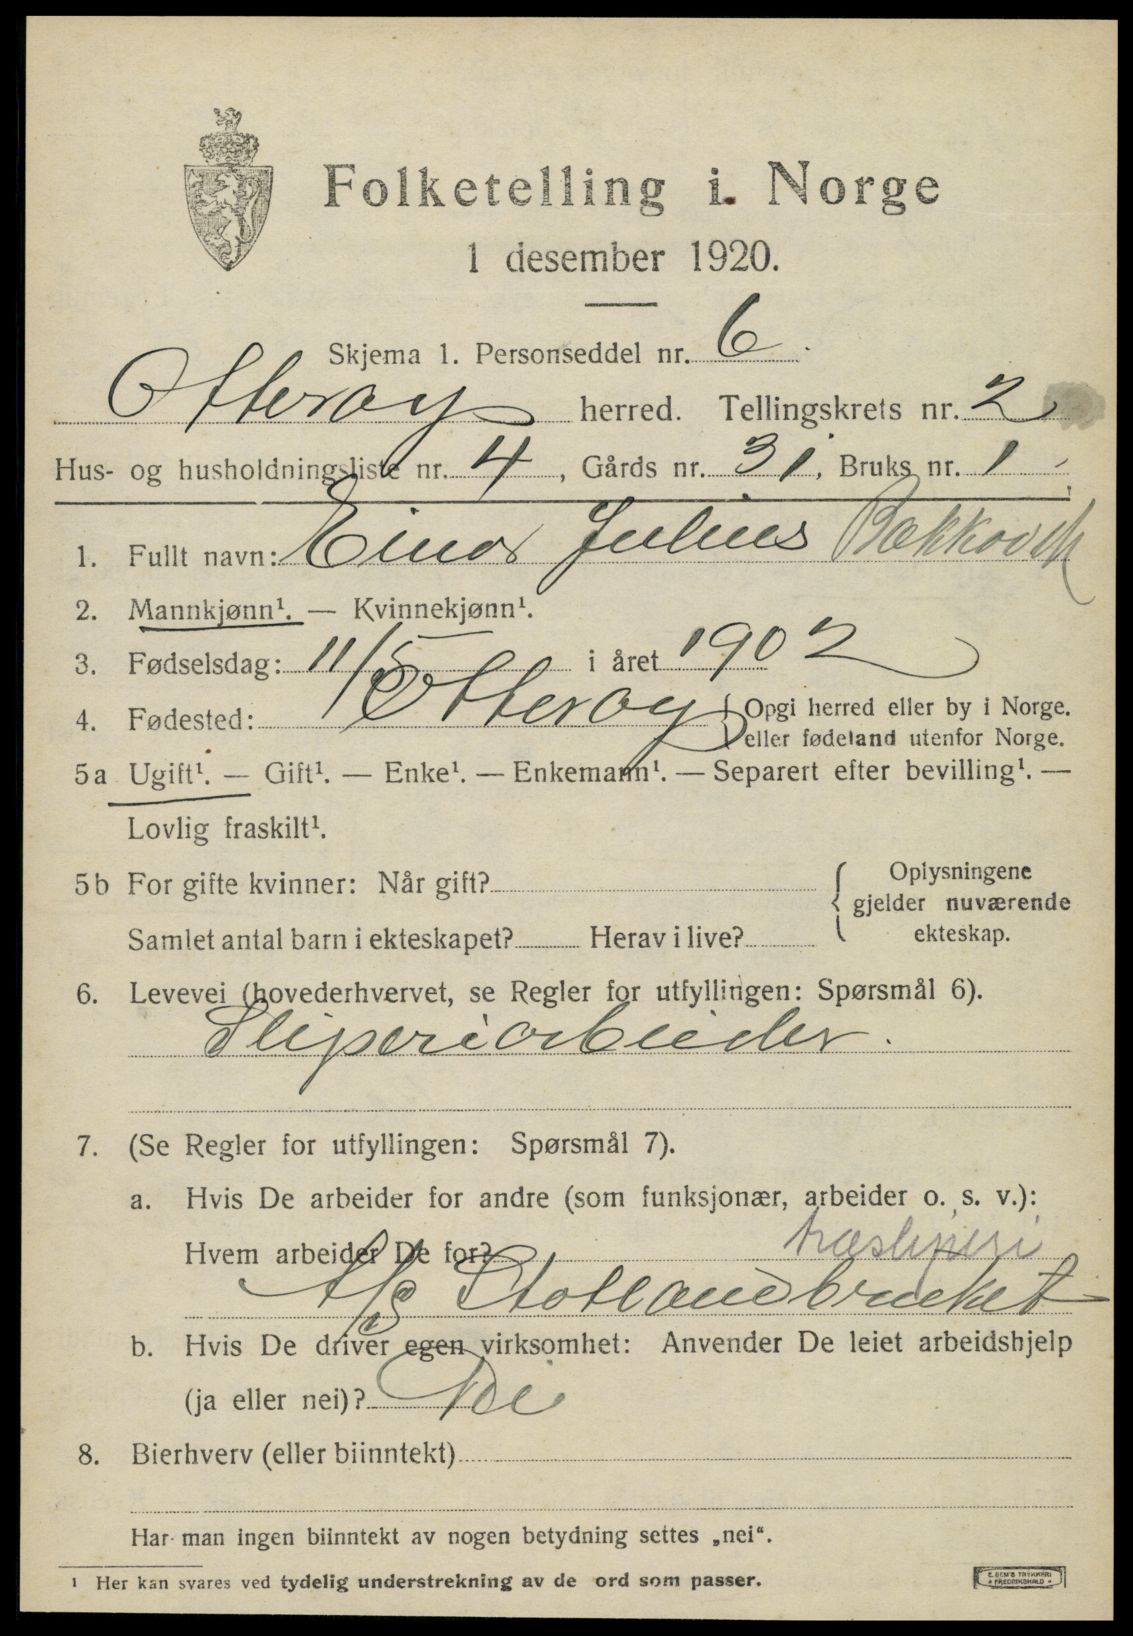 Folketelling i. Norge
1 desember 1920.
Skjema 1. Personseddel nr. 6.
Otterøy herred. Tellingskrets nr. 2
Hus- og husholdningsliste nr. 4, Gårds nr. 31, Bruks nr. 1,
1. Fullt navn: Einar Julius
2. Mannkjønn¹. — Kvinnekjønn¹.
3. Fødselsdag: 11/5 i året 1902
4. Fødested: Otterøy { Opgi herred eller by i Norge.
eller fødeland utenfor Norge.
5a Ugift¹. — Gift¹. — Enke¹. — Enkemann¹. — Separert efter bevilling¹. —
Lovlig fraskilt¹.
5b For gifte kvinner: Når gift? { Oplysningene
gjelder nuværende
Samlet antal barn i ekteskapet? Herav i live? ekteskap.
6. Levevei (hovederhvervet, se Regler for utfyllingen: Spørsmål 6).
Sliperiarbeider.
7. (Se Regler for utfyllingen: Spørsmål 7).
a. Hvis De arbeider for andre (som funksjonær, arbeider o. s. v.):
Hvem arbeider De for? træsliperi
A/S Statlandbruket
b. Hvis De driver egen virksomhet: Anvender De leiet arbeidshjelp
(ja eller nei)? Nei
8. Bierhverv (eller biinntekt)
Har man ingen biinntekt av nogen betydning settes „nei“.
¹ Her kan svares ved tydelig understrekning av de ord som passer.